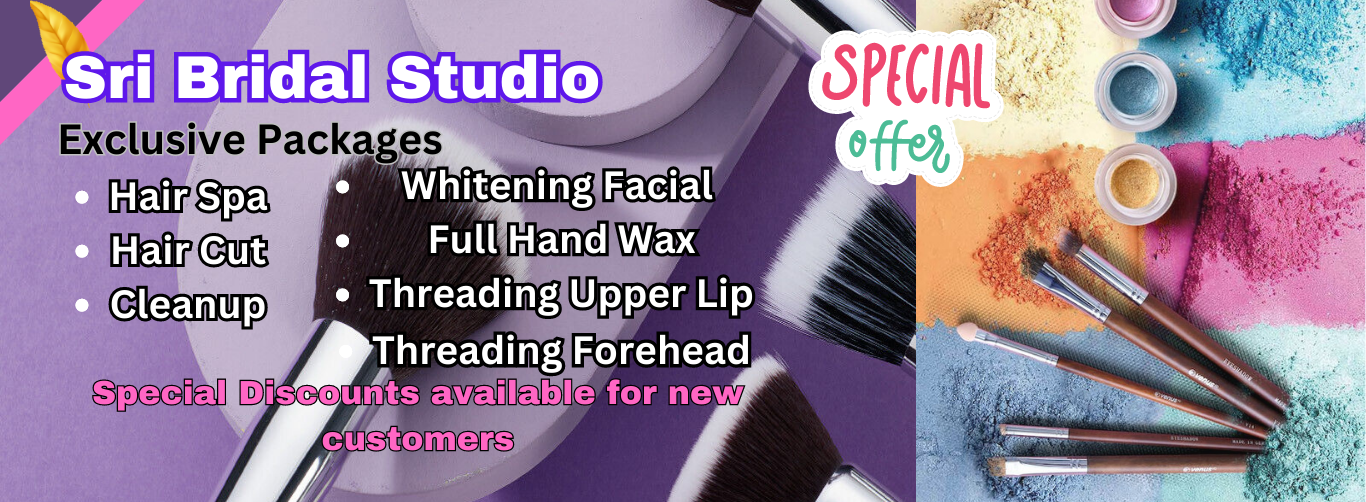 Sri Bridal Studio
Exclusive Packages
• Hair Spa
• Hair Cut
• Cleanup
• Whitening Facial
• Full Hand Wax
• Threading Upper Lip
• Threading Forehead
Special Discounts available for new
customers
SPECIAL
offer